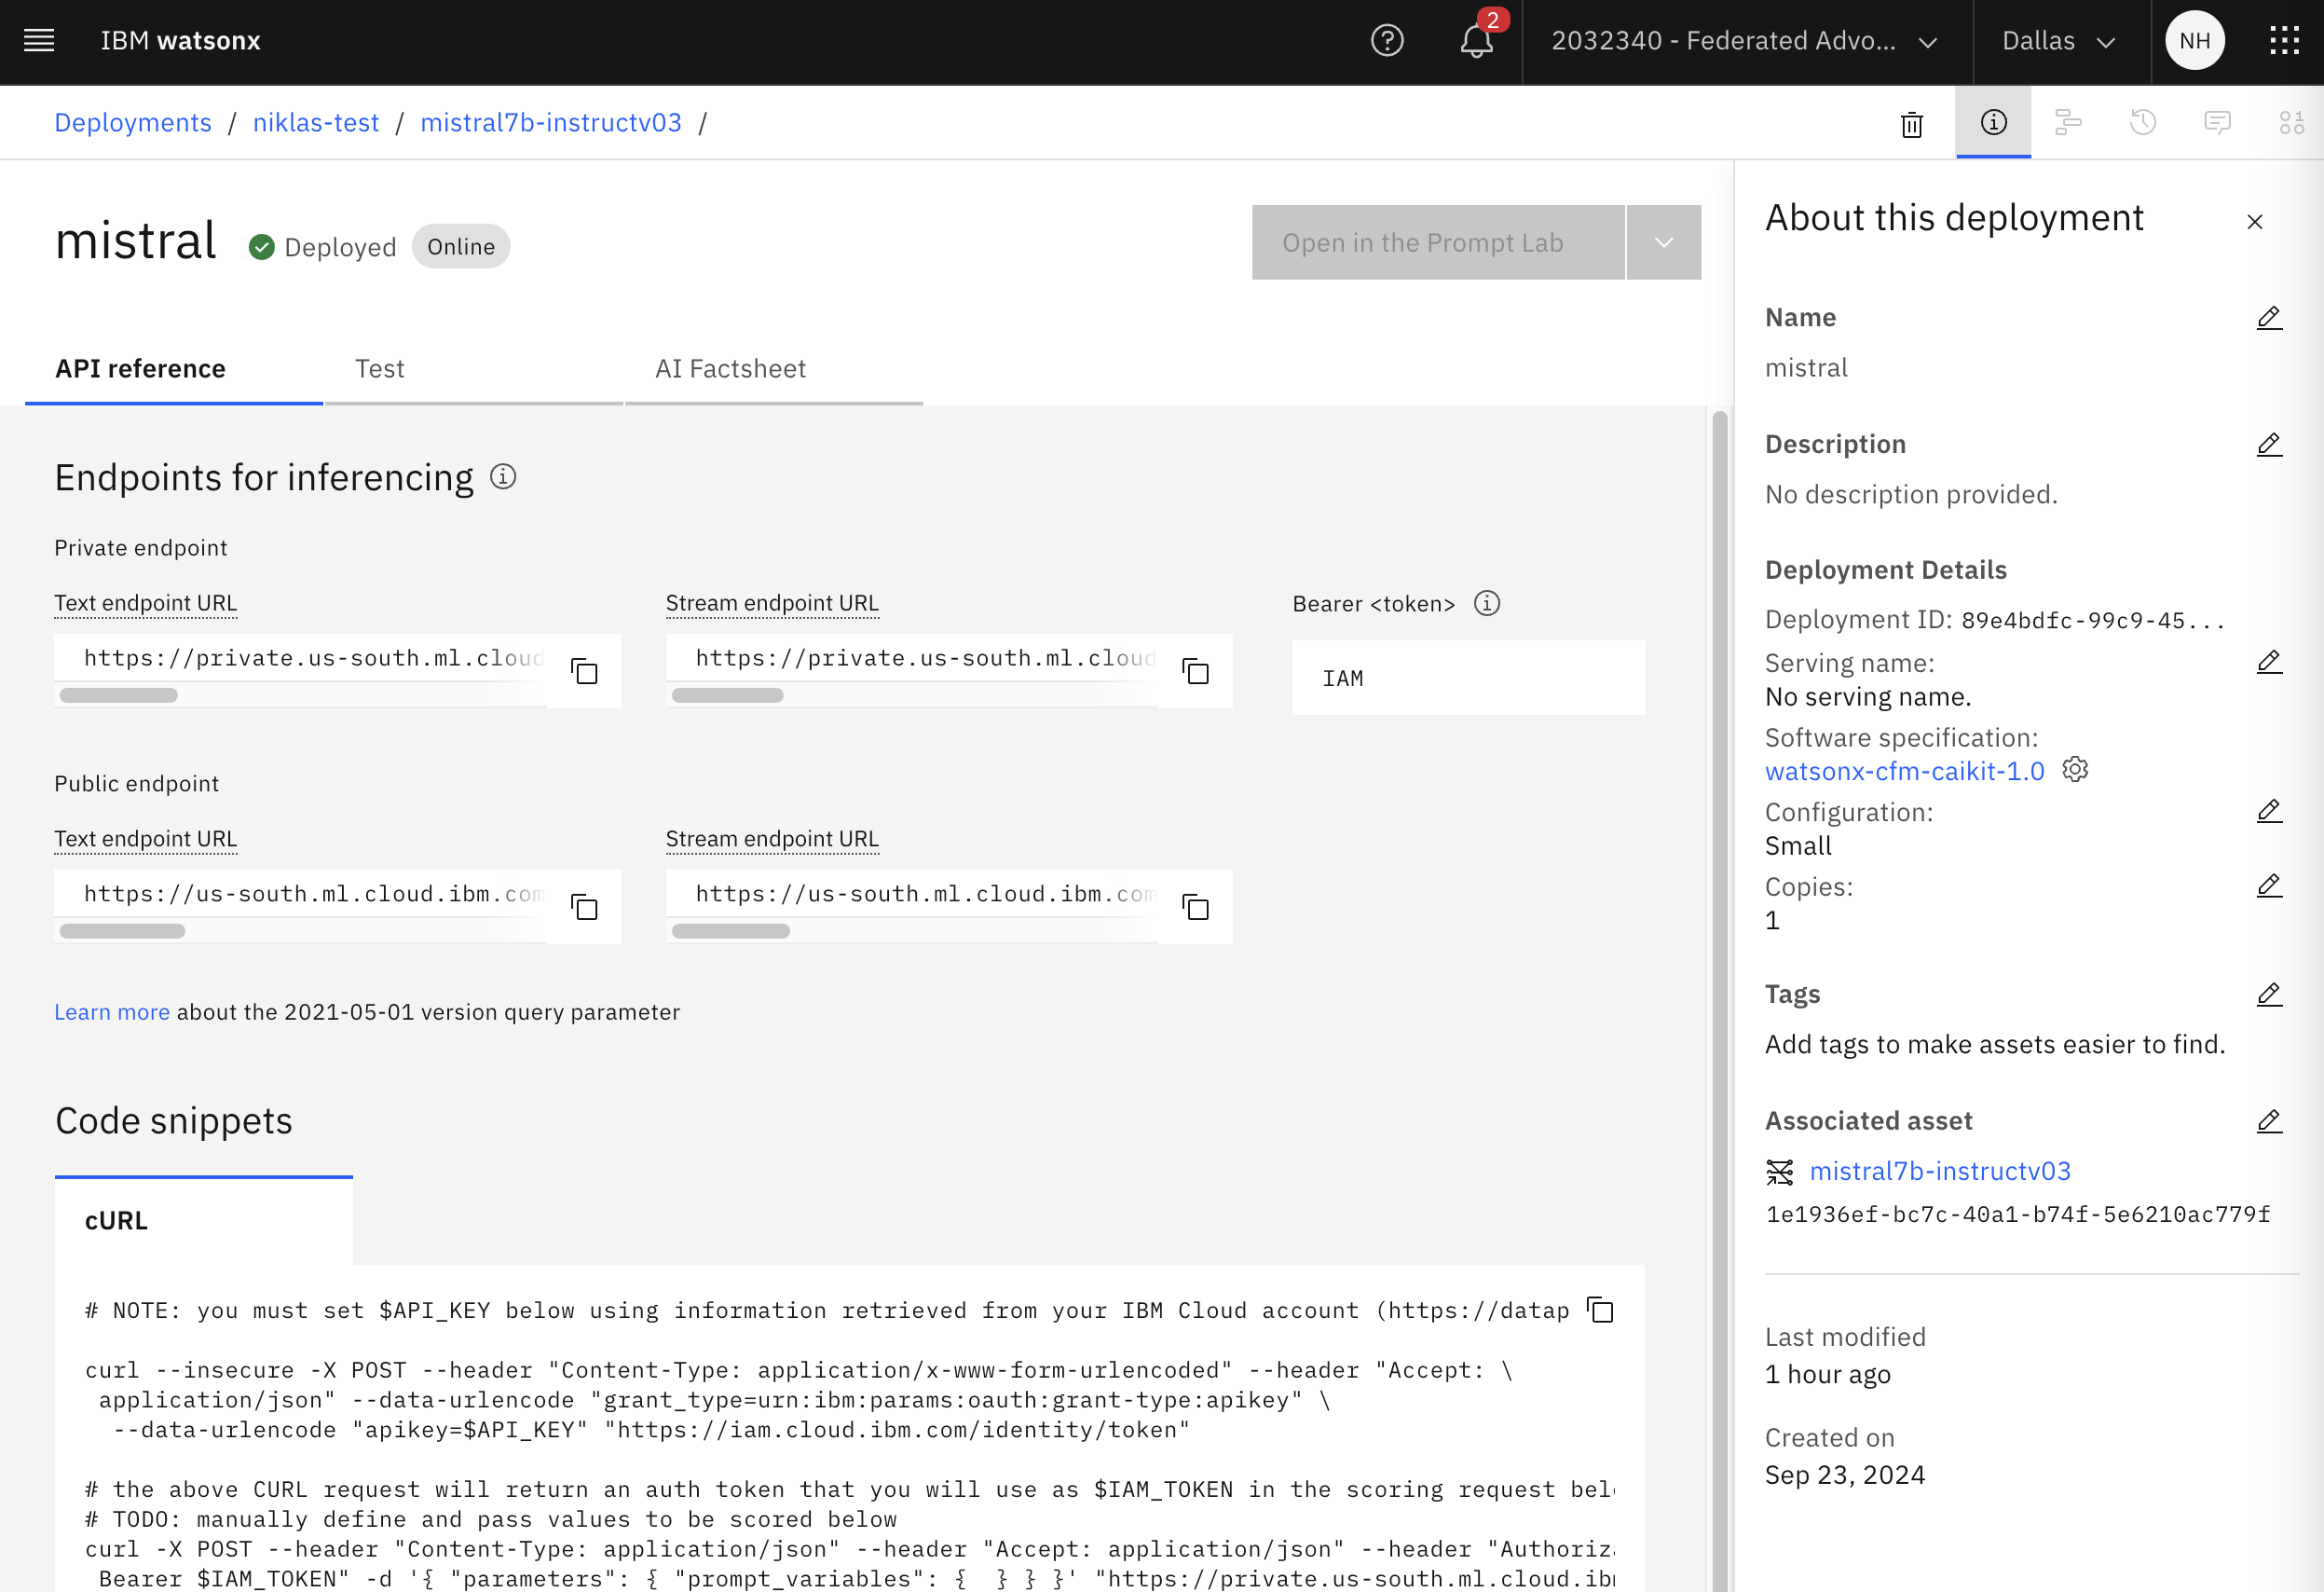 IBM watsonx
2
2032340 - Federated Advo...
Dallas
NH
Deployments / niklas-test / mistral7b-instructv03 /
mistral
Deployed
Online
Open in the Prompt Lab
API reference
Test
AI Factsheet
Endpoints for inferencing
Private endpoint
Text endpoint URL
Stream endpoint URL
Bearer <token>
https://private.us-south.ml.cloud
https://private.us-south.ml.cloud
IAM
Public endpoint
Text endpoint URL
Stream endpoint URL
https://us-south.ml.cloud.ibm.com
https://us-south.ml.cloud.ibm.com
Learn more about the 2021-05-01 version query parameter
Code snippets
cURL
# NOTE: you must set $API_KEY below using information retrieved from your IBM Cloud account (https://datap
curl --insecure -X POST --header "Content-Type: application/x-www-form-urlencoded" --header "Accept: \
application/json" --data-urlencode "grant_type=urn:ibm:params:oauth:grant-type:apikey" \
--data-urlencode "apikey=$API_KEY" "https://iam.cloud.ibm.com/identity/token"
# the above CURL request will return an auth token that you will use as $IAM_TOKEN in the scoring request
# TODO: manually define and pass values to be scored below
curl -X POST --header "Content-Type: application/json" --header "Accept: application/json" --header
Bearer $IAM_TOKEN" -d '{ "parameters": { "prompt_variables": {  } } }' "https://private.us-south.ml.cloud.ib
About this deployment
Name
mistral
Description
No description provided.
Deployment Details
Deployment ID: 89e4bdfc-99c9-45...
Serving name:
No serving name.
Software specification:
watsonx-cfm-caikit-1.0
Configuration:
Small
Copies:
1
Tags
Add tags to make assets easier to find.
Associated asset
mistral7b-instructv03
1e1936ef-bc7c-40a1-b74f-5e6210ac779f
Last modified
1 hour ago
Created on
Sep 23, 2024